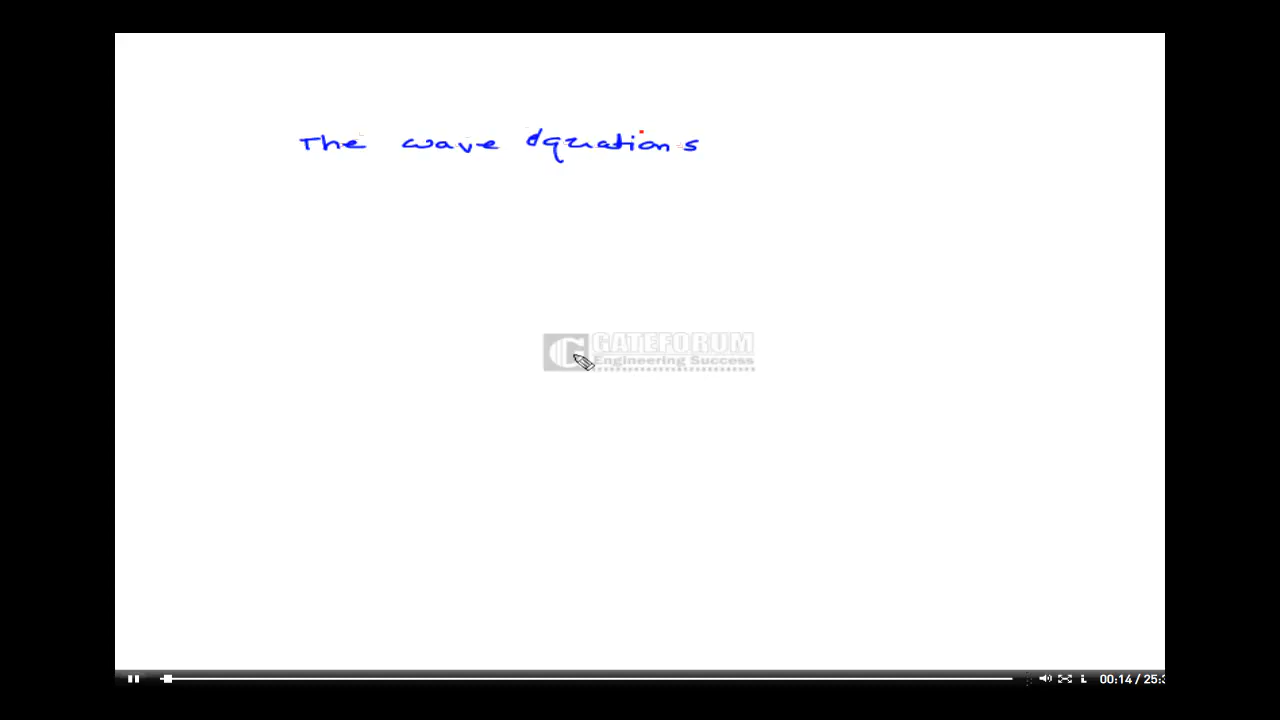 The wave equations
GATEFORUM
Engineering Success
00:14 / 25:3